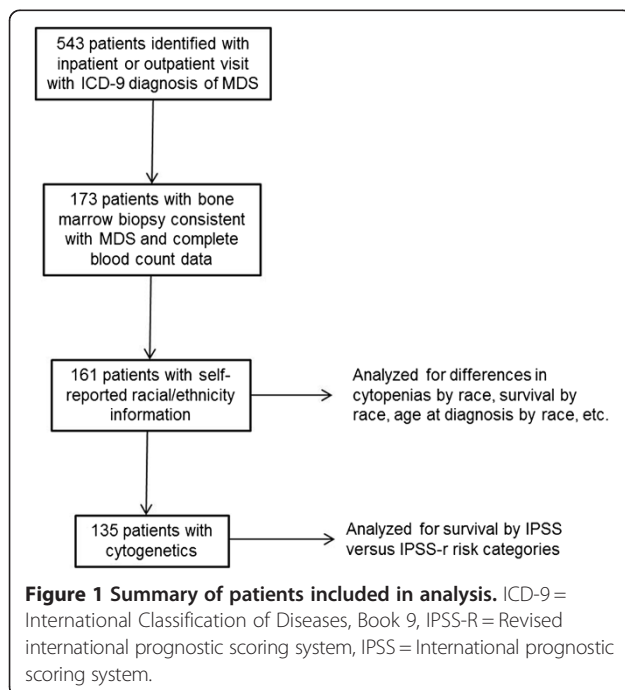 543 patients identified with
inpatient or outpatient visit
with ICD-9 diagnosis of MDS
173 patients with bone
marrow biopsy consistent
with MDS and complete
blood count data
161 patients with self-
reported racial/ethnicity
information
Analyzed for differences in
cytopenias by race, survival by
race, age at diagnosis by race, etc.
135 patients with
cytogenetics
Analyzed for survival by IPSS
versus IPSS-r risk categories
Figure 1 Summary of patients included in analysis. ICD-9 =
International Classification of Diseases, Book 9, IPSS-R = Revised
international prognostic scoring system, IPSS = International prognostic
scoring system.